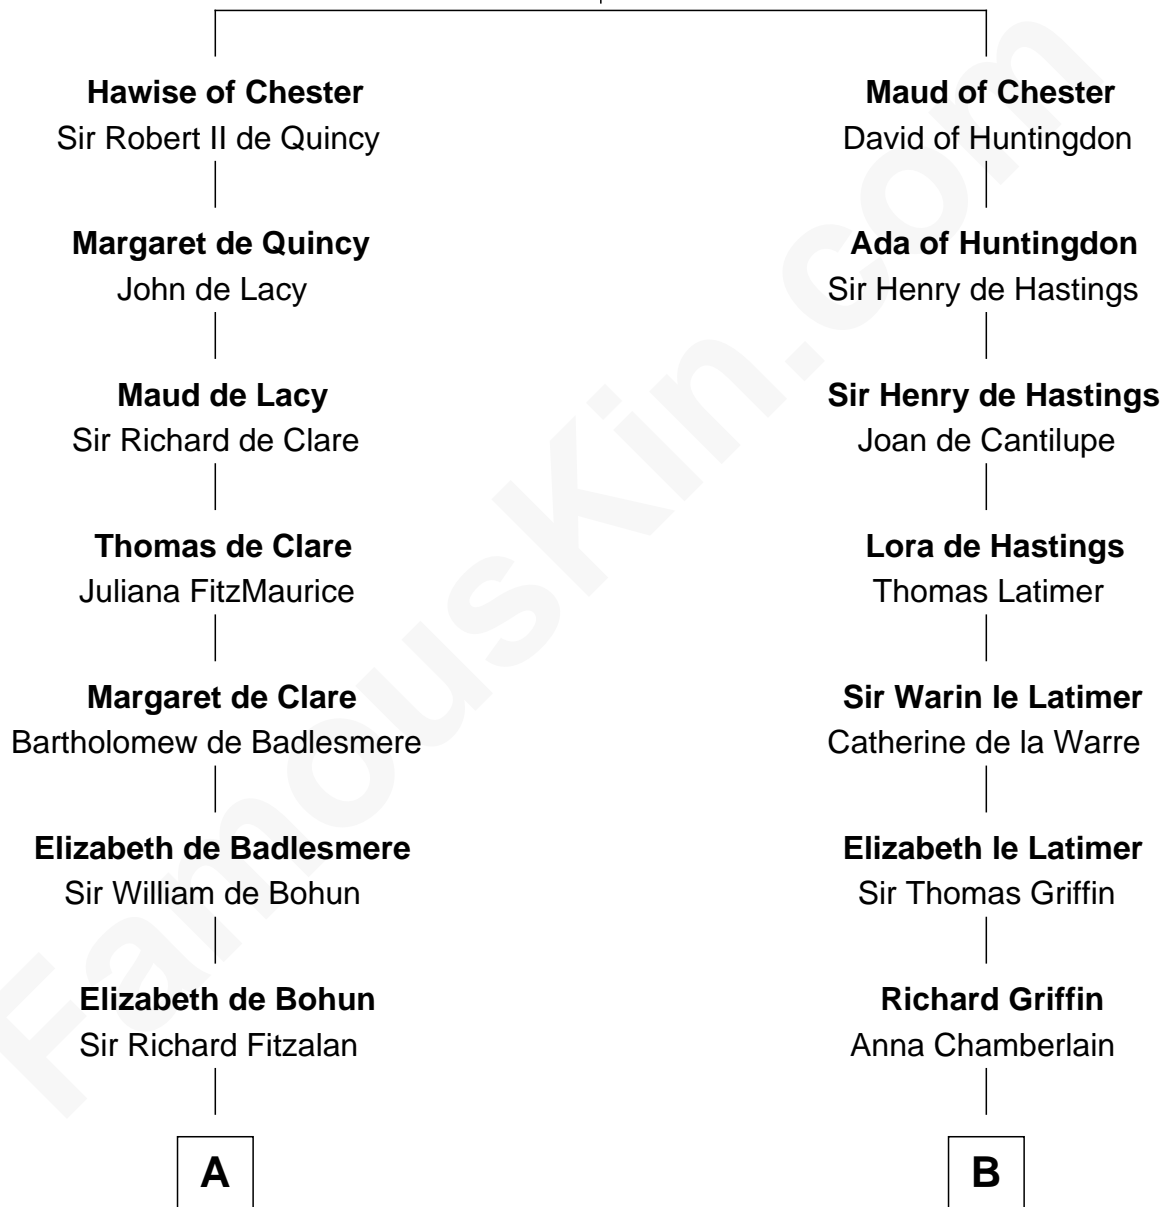 Hawise of Chester
Sir Robert II de Quincy
Margaret de Quincy
John de Lacy
Maud de Lacy
Sir Richard de Clare
Thomas de Clare
Juliana FitzMaurice
Margaret de Clare
Bartholomew de Badlesmere
Elizabeth de Badlesmere
Sir William de Bohun
Elizabeth de Bohun
Sir Richard Fitzalan
A
Maud of Chester
David of Huntingdon
Ada of Huntingdon
Sir Henry de Hastings
Sir Henry de Hastings
Joan de Cantilupe
Lora de Hastings
Thomas Latimer
Sir Warin le Latimer
Catherine de la Warre
Elizabeth le Latimer
Sir Thomas Griffin
Richard Griffin
Anna Chamberlain
B
FamousKin.com